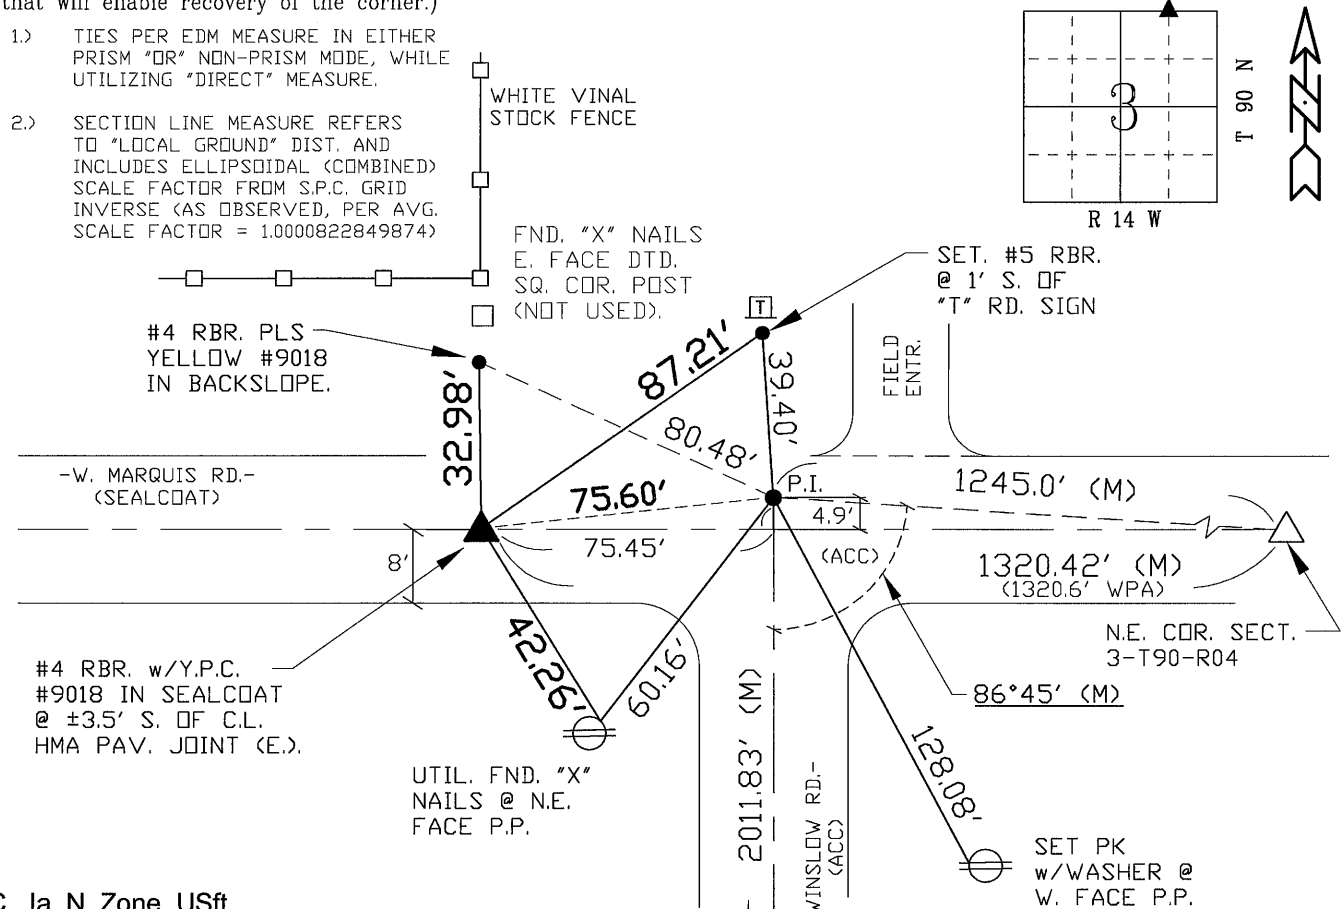 that will enable recovery of the corner.)
1.) TIES PER EDM MEASURE IN EITHER
PRISM "OR" NON-PRISM MODE, WHILE
UTILIZING "DIRECT" MEASURE.
2.) SECTION LINE MEASURE REFERS
TO "LOCAL GROUND" DIST. AND
INCLUDES ELLIPSOIDAL (COMBINED)
SCALE FACTOR FROM S.P.C. GRID
INVERSE (AS OBSERVED, PER AVG.
SCALE FACTOR = 1.0000822849874)
WHITE VINAL
STOCK FENCE
3
T 90 N
R 14 W
N
FND. "X" NAILS
E. FACE DTD.
SQ. COR. POST
(NOT USED).
SET. #5 RBR.
@ 1' S. OF
"T" RD. SIGN
T
#4 RBR. PLS
YELLOW #9018
IN BACKSLOPE.
32.98'
87.21'
39.40'
80.48'
FIELD
ENTR.
-W. MARQUIS RD.-
(SEALCOAT)
75.60'
75.45'
P.I.
4.9'
1245.0' (M)
8'
(ACC)
1320.42' (M)
(1320.6' WPA)
N.E. COR. SECT.
3-T90-R04
86°45' (M)
#4 RBR. w/Y.P.C.
#9018 IN SEALCOAT
@ ±3.5' S. OF C.L.
HMA PAV. JOINT (E.).
42.26'
60.16'
128.08'
2011.83' (M)
WINSLOW RD.-
(ACC)
UTIL. FND. "X"
NAILS @ N.E.
FACE P.P.
SET PK
w/WASHER @
W. FACE P.P.
C Ia N Zone USft